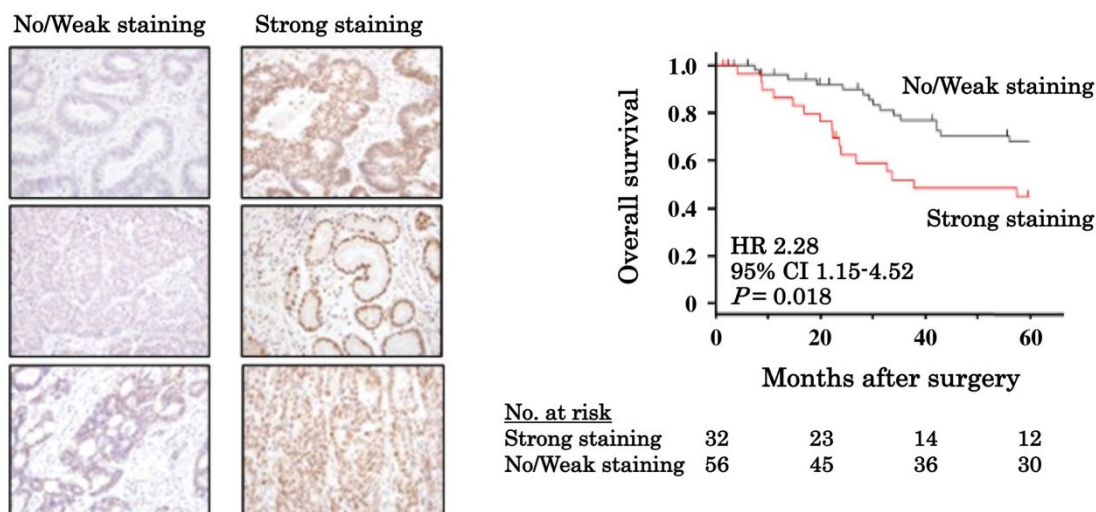 No/Weak staining
Strong staining
Overall survival
1.0
0.8
0.6
0.4
0.2
0
No/Weak staining
Strong staining
HR 2.28
95% CI 1.15-4.52
P = 0.018
0 20 40 60
Months after surgery
No. at risk
Strong staining 32 23 14 12
No/Weak staining 56 45 36 30